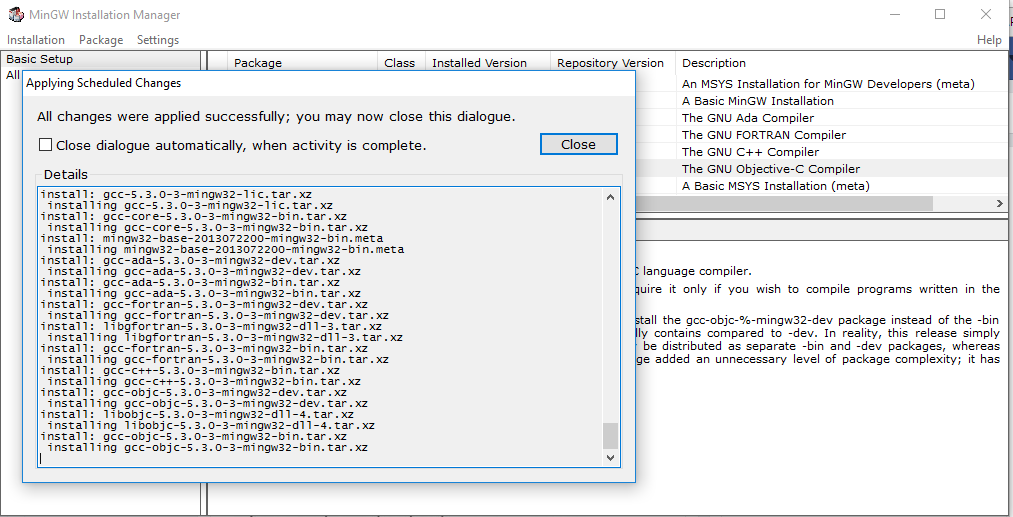 MinGW Installation Manager
Installation Package Settings Help
Basic Setup
All
Package Class Installed Version Repository Version Description
An MSYS Installation for MinGW Developers (meta)
A Basic MinGW Installation
The GNU Ada Compiler
The GNU FORTRAN Compiler
The GNU C++ Compiler
The GNU Objective-C Compiler
A Basic MSYS Installation (meta)
Applying Scheduled Changes
All changes were applied successfully; you may now close this dialogue.
Close dialogue automatically, when activity is complete.
Close
Details
install: gcc-5.3.0-3-mingw32-lic.tar.xz
installing gcc-5.3.0-3-mingw32-lic.tar.xz
install: gcc-core-5.3.0-3-mingw32-bin.tar.xz
installing gcc-core-5.3.0-3-mingw32-bin.tar.xz
install: mingw32-base-2013072200-mingw32-bin.meta
installing mingw32-base-2013072200-mingw32-bin.meta
install: gcc-ada-5.3.0-3-mingw32-dev.tar.xz
installing gcc-ada-5.3.0-3-mingw32-dev.tar.xz
install: gcc-ada-5.3.0-3-mingw32-bin.tar.xz
installing gcc-ada-5.3.0-3-mingw32-bin.tar.xz
install: gcc-fortran-5.3.0-3-mingw32-dev.tar.xz
installing gcc-fortran-5.3.0-3-mingw32-dev.tar.xz
install: libgfortran-5.3.0-3-mingw32-dll-3.tar.xz
installing libgfortran-5.3.0-3-mingw32-dll-3.tar.xz
install: gcc-fortran-5.3.0-3-mingw32-bin.tar.xz
installing gcc-fortran-5.3.0-3-mingw32-bin.tar.xz
install: gcc-c++-5.3.0-3-mingw32-bin.tar.xz
installing gcc-c++-5.3.0-3-mingw32-bin.tar.xz
install: gcc-objc-5.3.0-3-mingw32-dev.tar.xz
installing gcc-objc-5.3.0-3-mingw32-dev.tar.xz
install: libobjc-5.3.0-3-mingw32-dll-4.tar.xz
installing libobjc-5.3.0-3-mingw32-dll-4.tar.xz
install: gcc-objc-5.3.0-3-mingw32-bin.tar.xz
installing gcc-objc-5.3.0-3-mingw32-bin.tar.xz
C language compiler.
quire it only if you wish to compile programs written in the
stall the gcc-objc-%-mingw32-dev package instead of the -bin
lly contains compared to -dev. In reality, this release simply
be distributed as separate -bin and -dev packages, whereas
ge added an unnecessary level of package complexity; it has